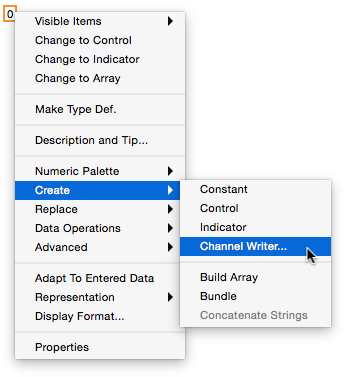 0
Visible Items
Change to Control
Change to Indicator
Change to Array
Make Type Def.
Description and Tip...
Numeric Palette
Create
Replace
Data Operations
Advanced
Adapt To Entered Data
Representation
Display Format...
Properties
Constant
Control
Indicator
Channel Writer...
Build Array
Bundle
Concatenate Strings